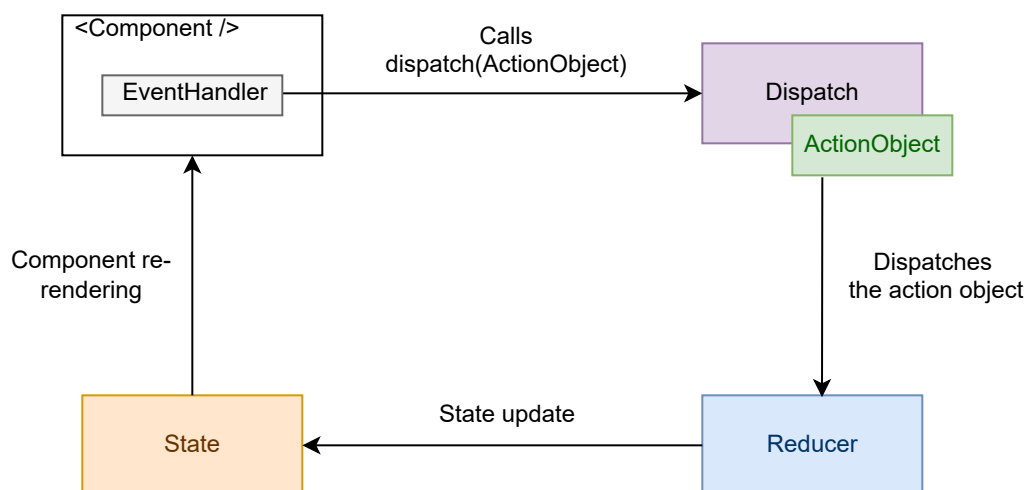 <Component />
EventHandler
Calls
dispatch(ActionObject)
Dispatch
ActionObject
Component re-
rendering
Dispatches
the action object
State
State update
Reducer